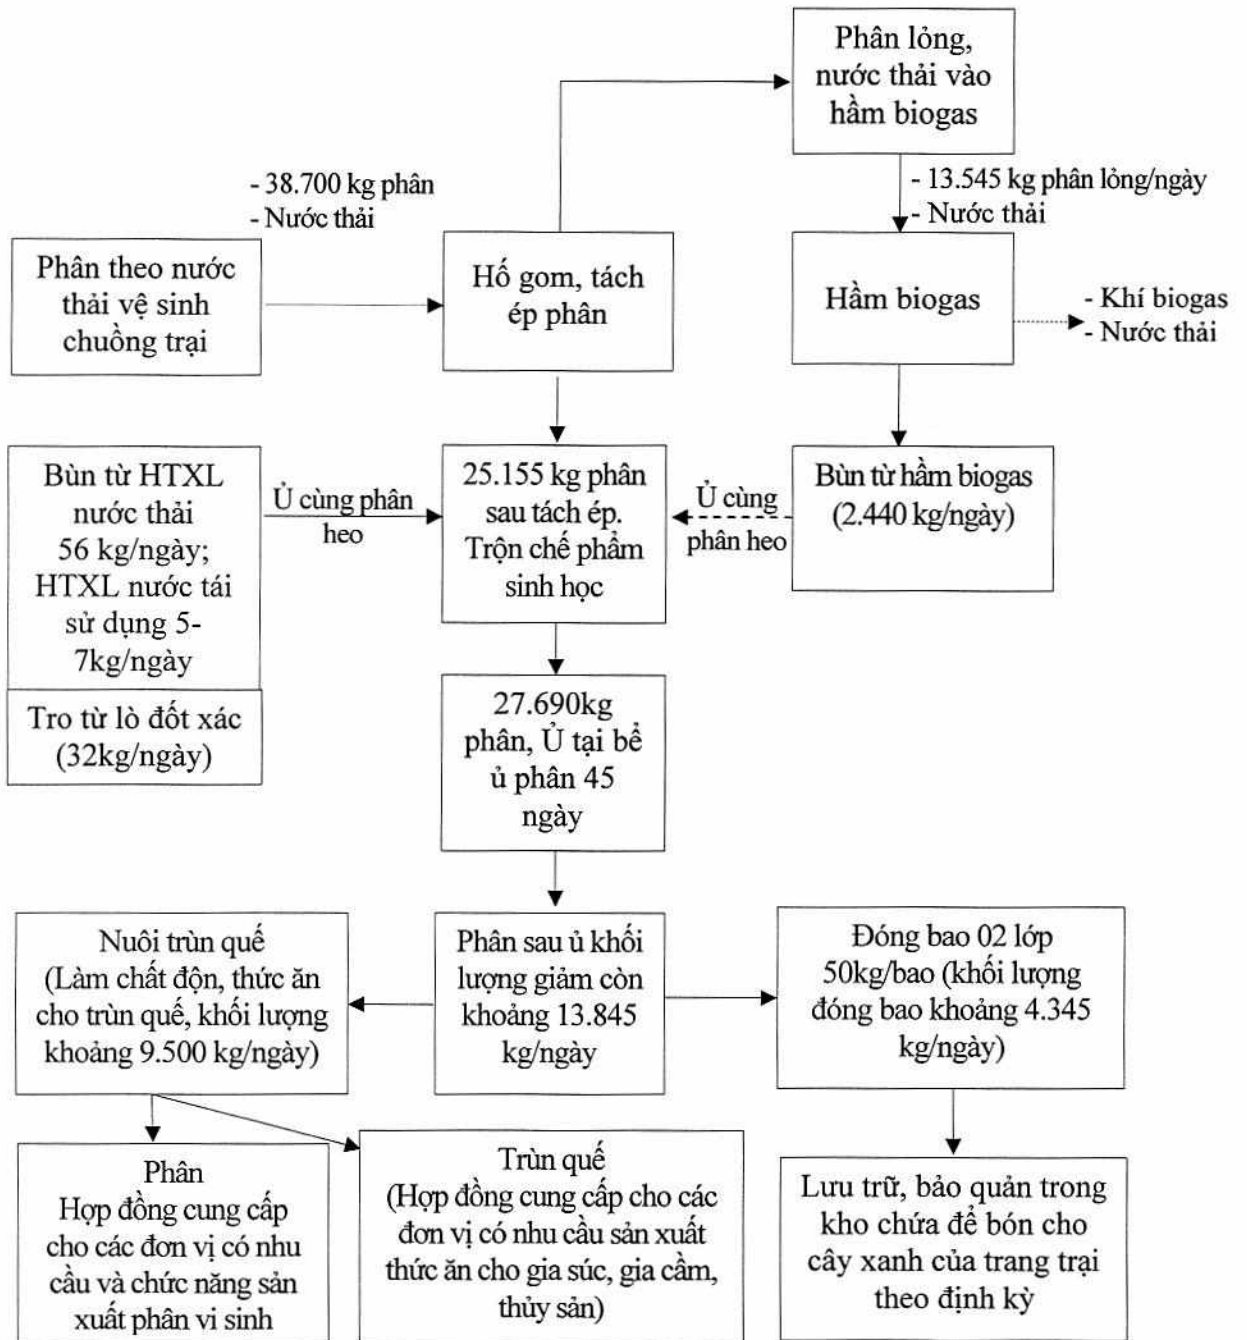 Phân lỏng,
nước thải vào
hầm biogas
- 38.700 kg phân
- Nước thải
- 13.545 kg phân lỏng/ngày
- Nước thải
Phân theo nước
thải vệ sinh
chuồng trại
Hố gom, tách
ép phân
Hầm biogas
- Khí biogas
- Nước thải
Bùn từ HTXL
nước thải
56 kg/ngày;
HTXL nước tái
sử dụng 5-
7kg/ngày
Ủ cùng phân
heo
25.155 kg phân
sau tách ép.
Trộn chế phẩm
sinh học
Ủ cùng
phân heo
Bùn từ hầm biogas
(2.440 kg/ngày)
Tro từ lò đốt xác
(32kg/ngày)
27.690kg
phân, Ủ tại bể
ủ phân 45
ngày
Nuôi trùn quế
(Làm chất độn, thức ăn
cho trùn quế, khối lượng
khoảng 9.500 kg/ngày)
Phân sau ủ khối
lượng giảm còn
khoảng 13.845
kg/ngày
Đóng bao 02 lớp
50kg/bao (khối lượng
đóng bao khoảng 4.345
kg/ngày)
Phân
Hợp đồng cung cấp
cho các đơn vị có nhu
cầu và chức năng sản
xuất phân vi sinh
Trùn quế
(Hợp đồng cung cấp cho các
đơn vị có nhu cầu sản xuất
thức ăn cho gia súc, gia cầm,
thủy sản)
Lưu trữ, bảo quản trong
kho chứa để bón cho
cây xanh của trang trại
theo định kỳ